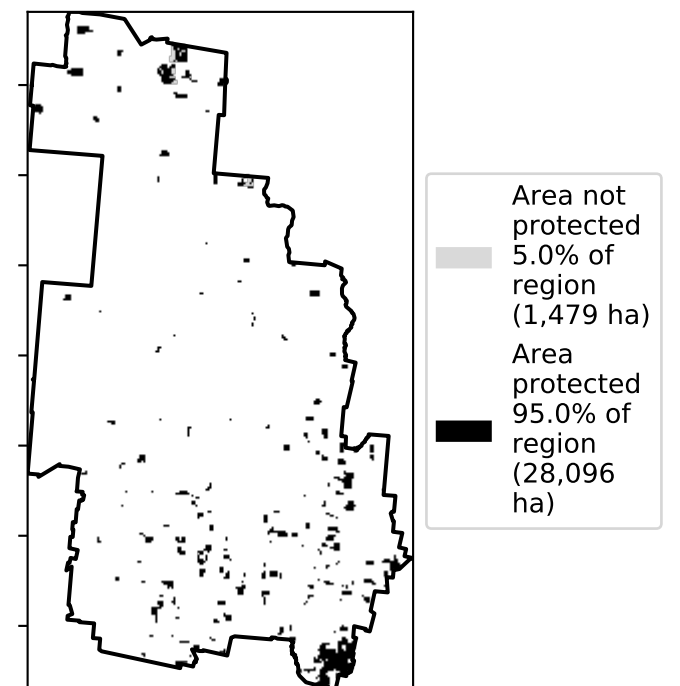 Area not
protected
5.0% of
region
(1,479 ha)
Area
protected
95.0% of
region
(28,096
ha)